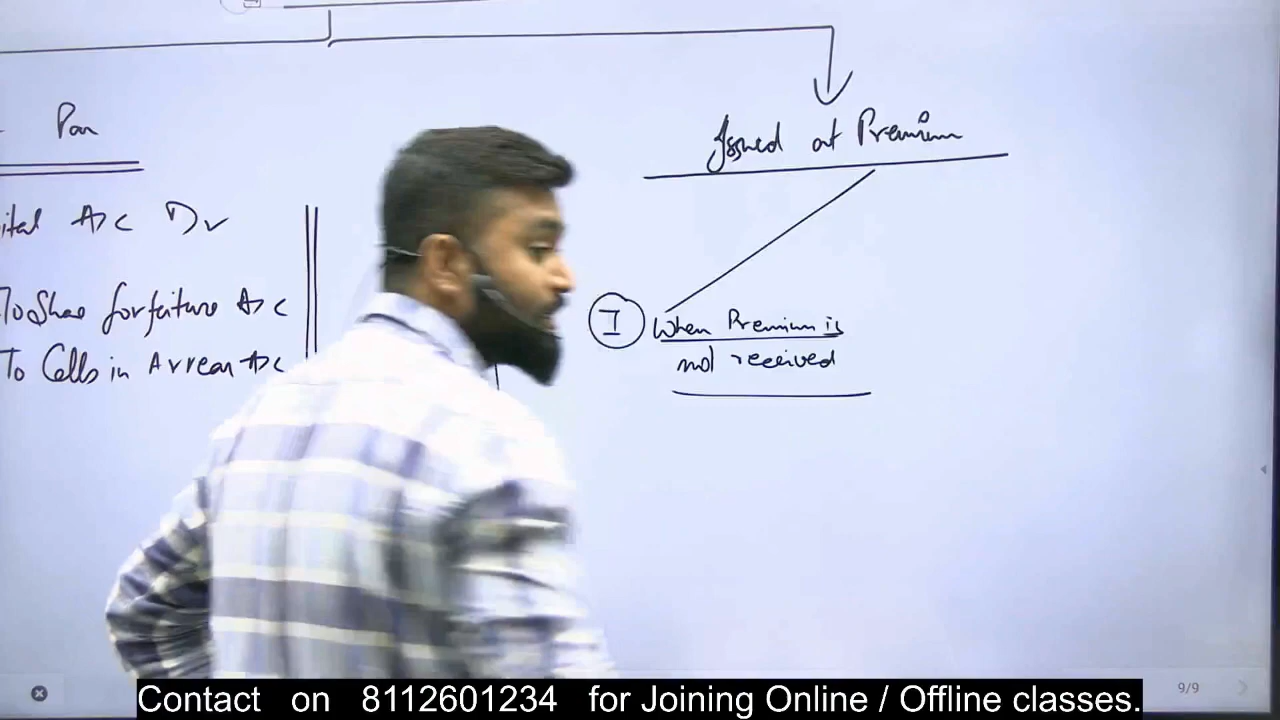 Par
ital A/c Dr
To Share forfeiture A/c
To Calls in Arrear A/c
Issued at Premium
I When Premium is
not received
9/9
Contact on 8112601234 for Joining Online / Offline classes.